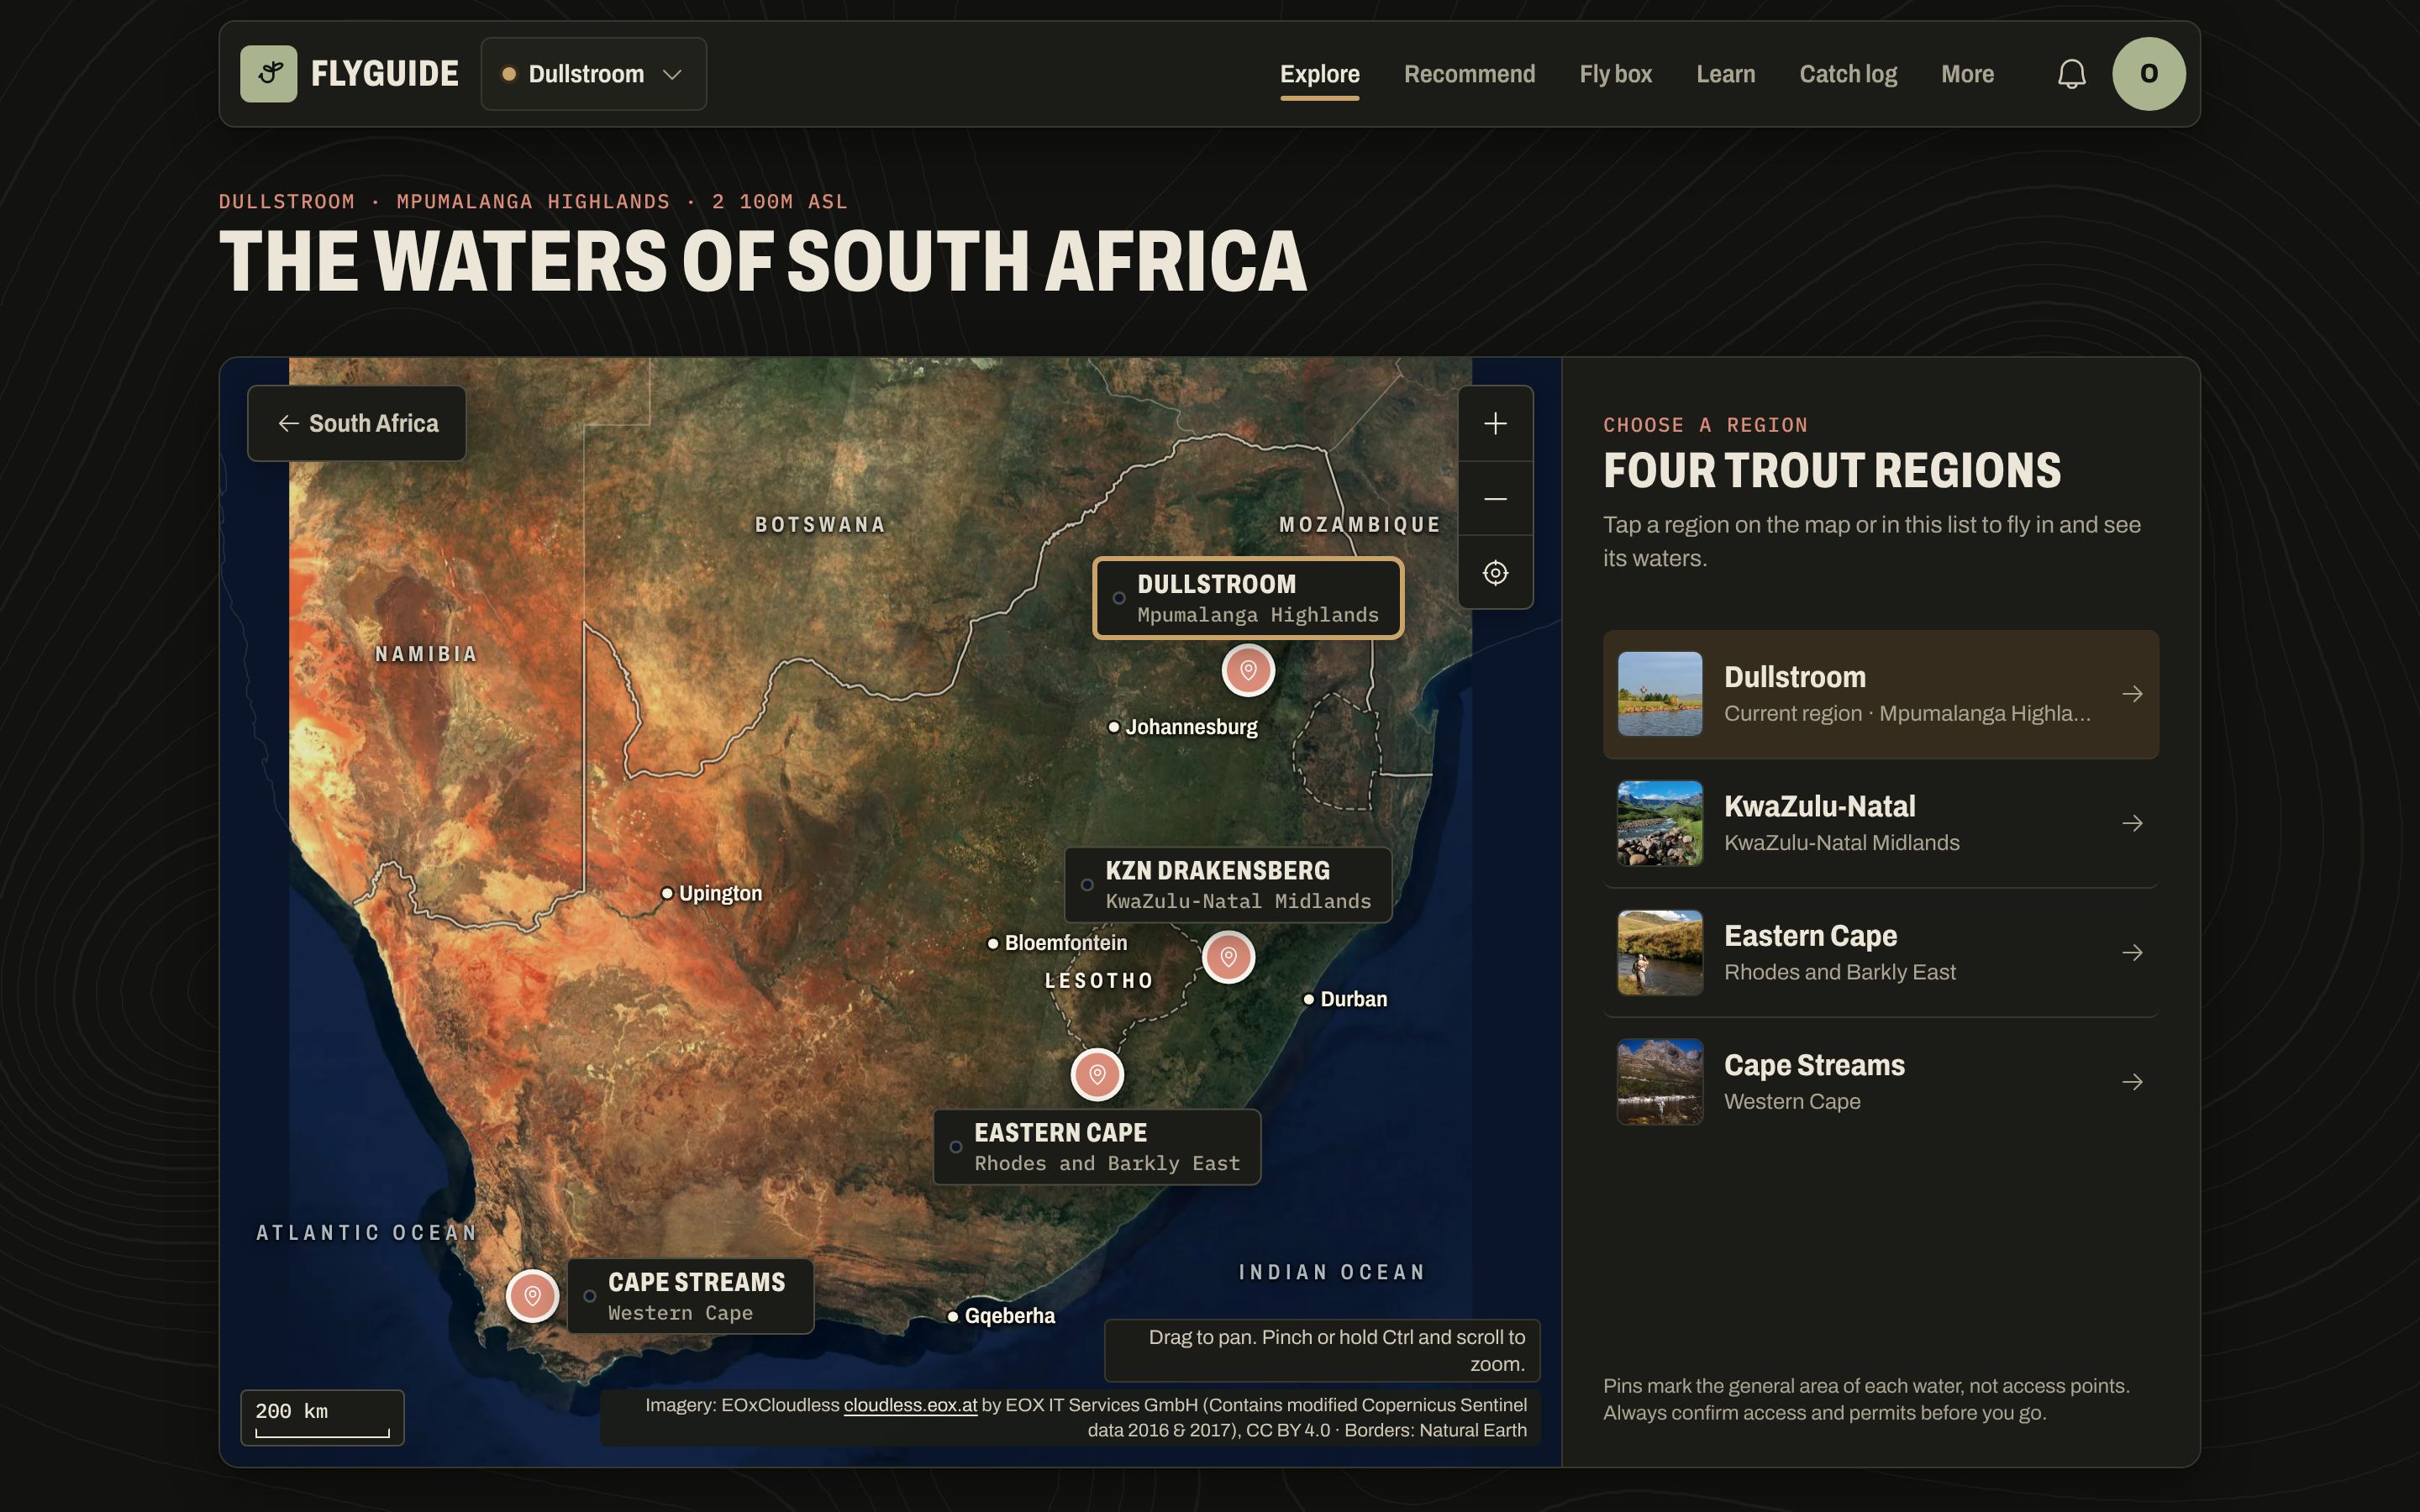 FLYGUIDE
Dullstroom
Explore
Recommend
Fly box
Learn
Catch log
More
O
DULLSTROOM · MPUMALANGA HIGHLANDS · 2 100M ASL
THE WATERS OF SOUTH AFRICA
South Africa
BOTSWANA
MOZAMBIQUE
DULLSTROOM
Mpumalanga Highlands
NAMIBIA
Johannesburg
KZN DRAKENSBERG
KwaZulu-Natal Midlands
Upington
Bloemfontein
LESOTHO
Durban
EASTERN CAPE
Rhodes and Barkly East
ATLANTIC OCEAN
INDIAN OCEAN
CAPE STREAMS
Western Cape
Gqeberha
Drag to pan. Pinch or hold Ctrl and scroll to
zoom.
200 km
Imagery: EOxCloudless cloudless.eox.at by EOX IT Services GmbH (Contains modified Copernicus Sentinel
data 2016 & 2017), CC BY 4.0 · Borders: Natural Earth
CHOOSE A REGION
FOUR TROUT REGIONS
Tap a region on the map or in this list to fly in and see
its waters.
Dullstroom
Current region · Mpumalanga Highla...
KwaZulu-Natal
KwaZulu-Natal Midlands
Eastern Cape
Rhodes and Barkly East
Cape Streams
Western Cape
Pins mark the general area of each water, not access points.
Always confirm access and permits before you go.